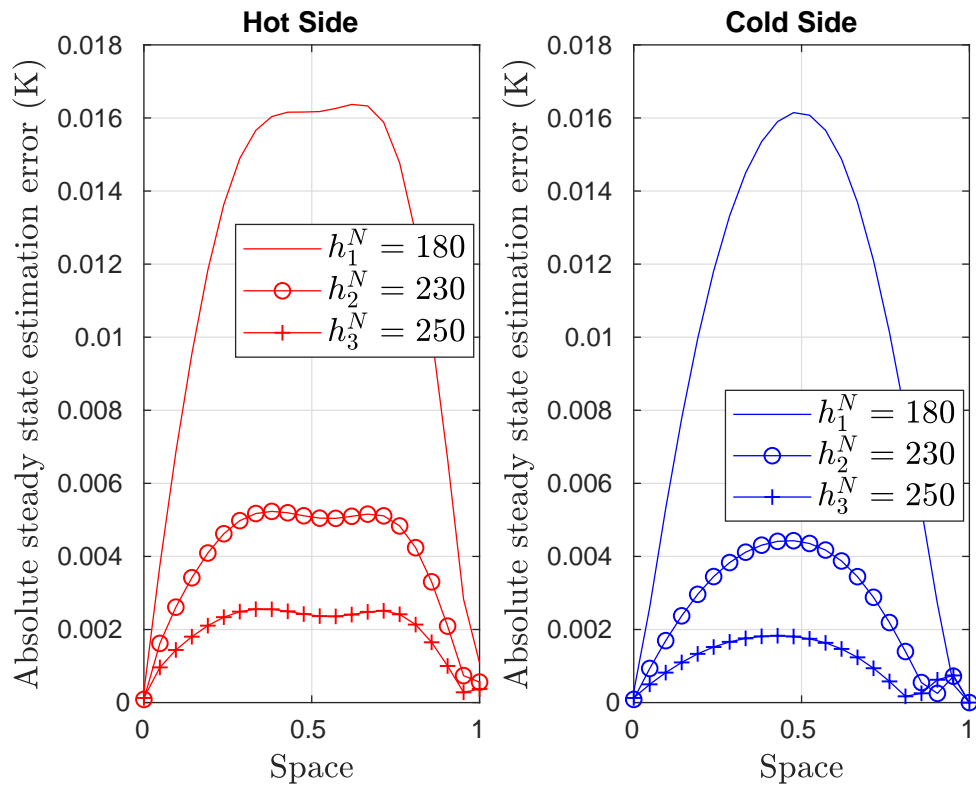 Hot Side
Absolute steady state estimation error (K)
0.018
0.016
0.014
0.012
0.01
0.008
0.006
0.004
0.002
0
0
0.5
1
Space
h_1^N = 180
h_2^N = 230
h_3^N = 250
Cold Side
Absolute steady state estimation error (K)
0.018
0.016
0.014
0.012
0.01
0.008
0.006
0.004
0.002
0
0
0.5
1
Space
h_1^N = 180
h_2^N = 230
h_3^N = 250